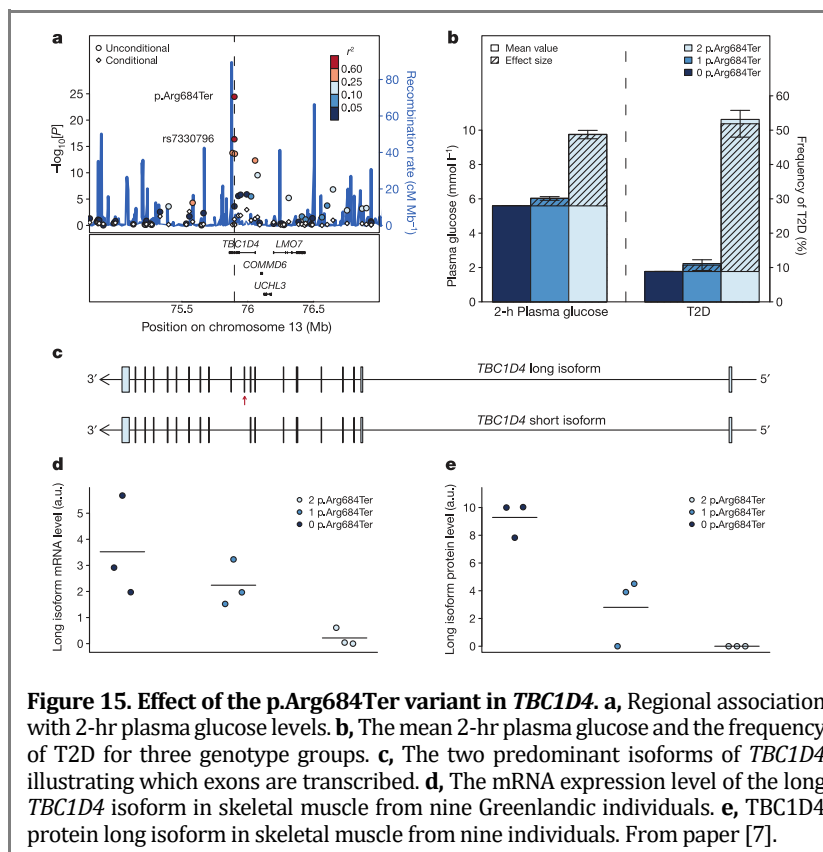 a
Unconditional
Conditional
r²
0.60
0.25
0.10
0.05
p.Arg684Ter
rs7330796
–log10[P]
25
20
15
10
5
0
Recombination rate (cM Mb⁻¹)
80
60
40
20
0
TBC1D4
LMO7
COMMD6
UCHL3
75.5 76 76.5
Position on chromosome 13 (Mb)
b
Mean value
Effect size
2 p.Arg684Ter
1 p.Arg684Ter
0 p.Arg684Ter
Plasma glucose (mmol l⁻¹)
10
8
6
4
2
0
Frequency of T2D (%)
60
50
40
30
20
10
0
2-h Plasma glucose
T2D
c
3′ TBC1D4 long isoform 5′
3′ TBC1D4 short isoform 5′
d
Long isoform mRNA level (a.u.)
5
4
3
2
1
0
2 p.Arg684Ter
1 p.Arg684Ter
0 p.Arg684Ter
e
Long isoform protein level (a.u.)
10
8
6
4
2
0
2 p.Arg684Ter
1 p.Arg684Ter
0 p.Arg684Ter
Figure 15. Effect of the p.Arg684Ter variant in TBC1D4. a, Regional association
with 2-hr plasma glucose levels. b, The mean 2-hr plasma glucose and the frequency
of T2D for three genotype groups. c, The two predominant isoforms of TBC1D4
illustrating which exons are transcribed. d, The mRNA expression level of the long
TBC1D4 isoform in skeletal muscle from nine Greenlandic individuals. e, TBC1D4
protein long isoform in skeletal muscle from nine individuals. From paper [7].